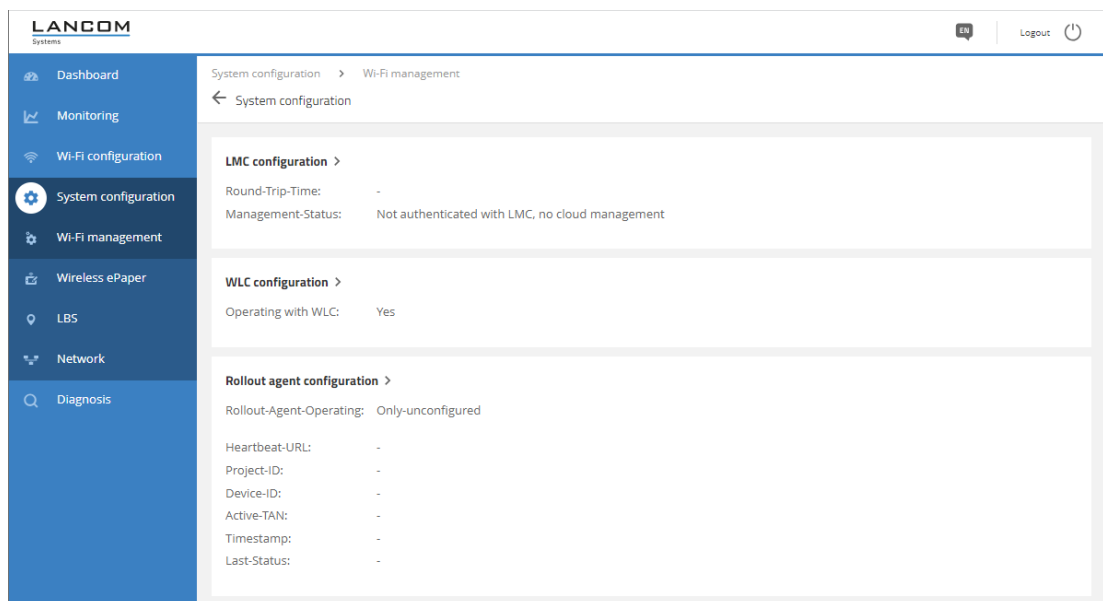 LANCOM
Systems
EN
Logout
Dashboard
Monitoring
Wi-Fi configuration
System configuration
Wi-Fi management
Wireless ePaper
LBS
Network
Diagnosis
System configuration > Wi-Fi management
← System configuration
LMC configuration >
Round-Trip-Time: -
Management-Status: Not authenticated with LMC, no cloud management
WLC configuration >
Operating with WLC: Yes
Rollout agent configuration >
Rollout-Agent-Operating: Only-unconfigured
Heartbeat-URL: -
Project-ID: -
Device-ID: -
Active-TAN: -
Timestamp: -
Last-Status: -